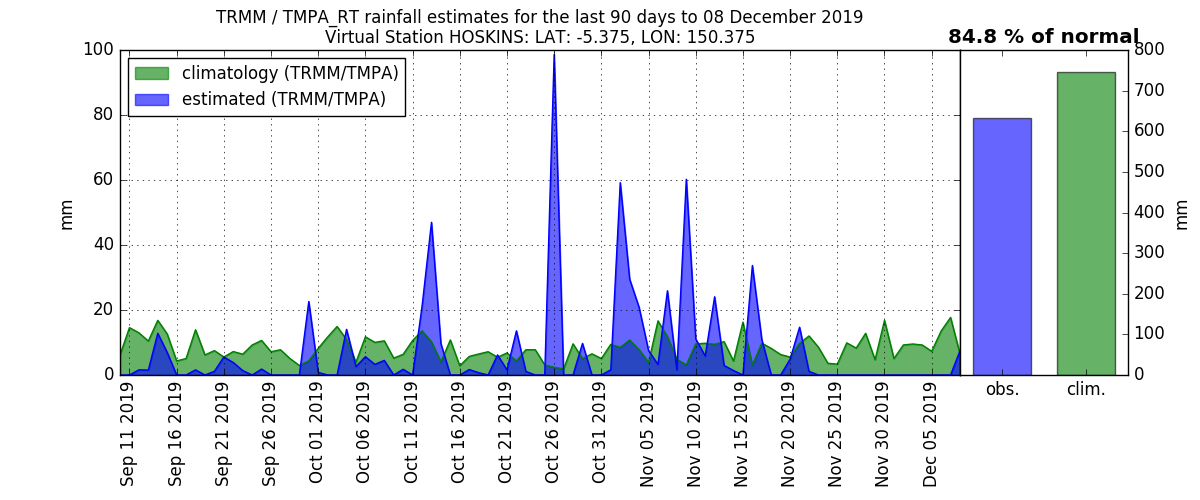 TRMM / TMPA_RT rainfall estimates for the last 90 days to 08 December 2019
Virtual Station HOSKINS: LAT: -5.375, LON: 150.375
84.8 % of normal
climatology (TRMM/TMPA)
estimated (TRMM/TMPA)
100
80
60
40
20
0
mm
800
700
600
500
400
300
200
100
0
mm
Sep 11 2019
Sep 16 2019
Sep 21 2019
Sep 26 2019
Oct 01 2019
Oct 06 2019
Oct 11 2019
Oct 16 2019
Oct 21 2019
Oct 26 2019
Oct 31 2019
Nov 05 2019
Nov 10 2019
Nov 15 2019
Nov 20 2019
Nov 25 2019
Nov 30 2019
Dec 05 2019
obs.
clim.